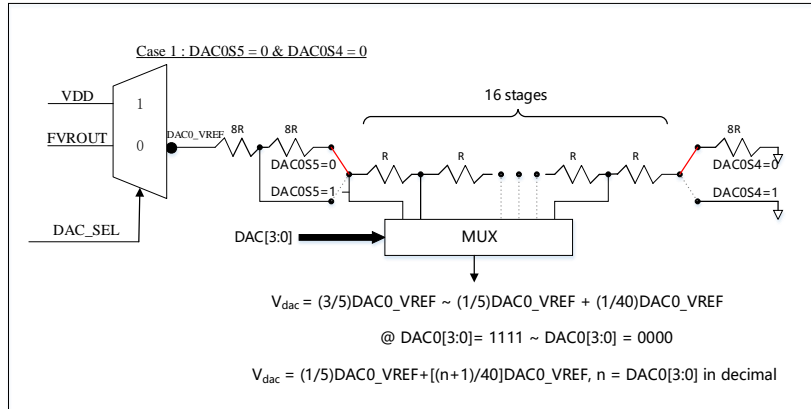 Case 1 : DAC0S5 = 0 & DAC0S4 = 0
VDD
1
FVROUT
0
DAC0_VREF
DAC_SEL
16 stages
8R
8R
R
R
R
R
8R
DAC0S5=0
DAC0S5=1
DAC0S4=0
DAC0S4=1
DAC[3:0]
MUX
Vdac = (3/5)DAC0_VREF ~ (1/5)DAC0_VREF + (1/40)DAC0_VREF
@ DAC0[3:0]= 1111 ~ DAC0[3:0] = 0000
Vdac = (1/5)DAC0_VREF+[(n+1)/40]DAC0_VREF, n = DAC0[3:0] in decimal